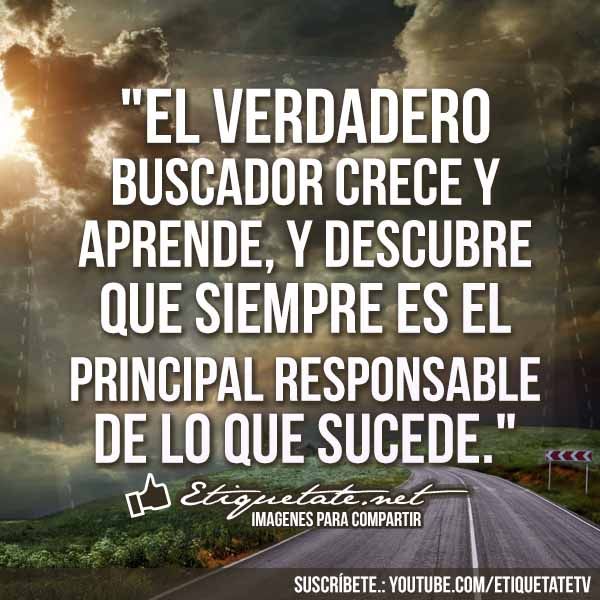 "EL VERDADERO
BUSCADOR CRECE Y
APRENDE, Y DESCUBRE
QUE SIEMPRE ES EL
PRINCIPAL RESPONSABLE
DE LO QUE SUCEDE."
Etiquetate.net
IMAGENES PARA COMPARTIR
SUSCRÍBETE.: YOUTUBE.COM/ETIQUETATETV